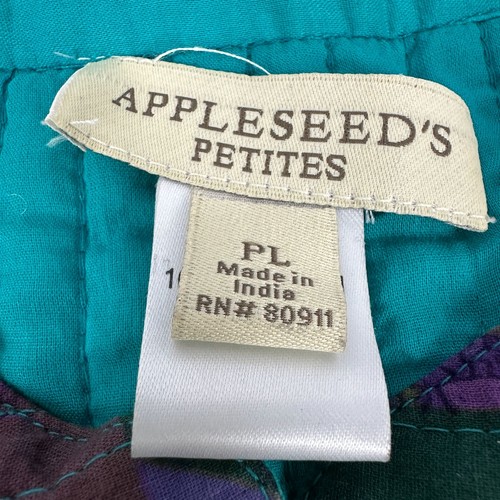 APPLESEED'S
PETITES
PL
Made in
India
RN# 80911